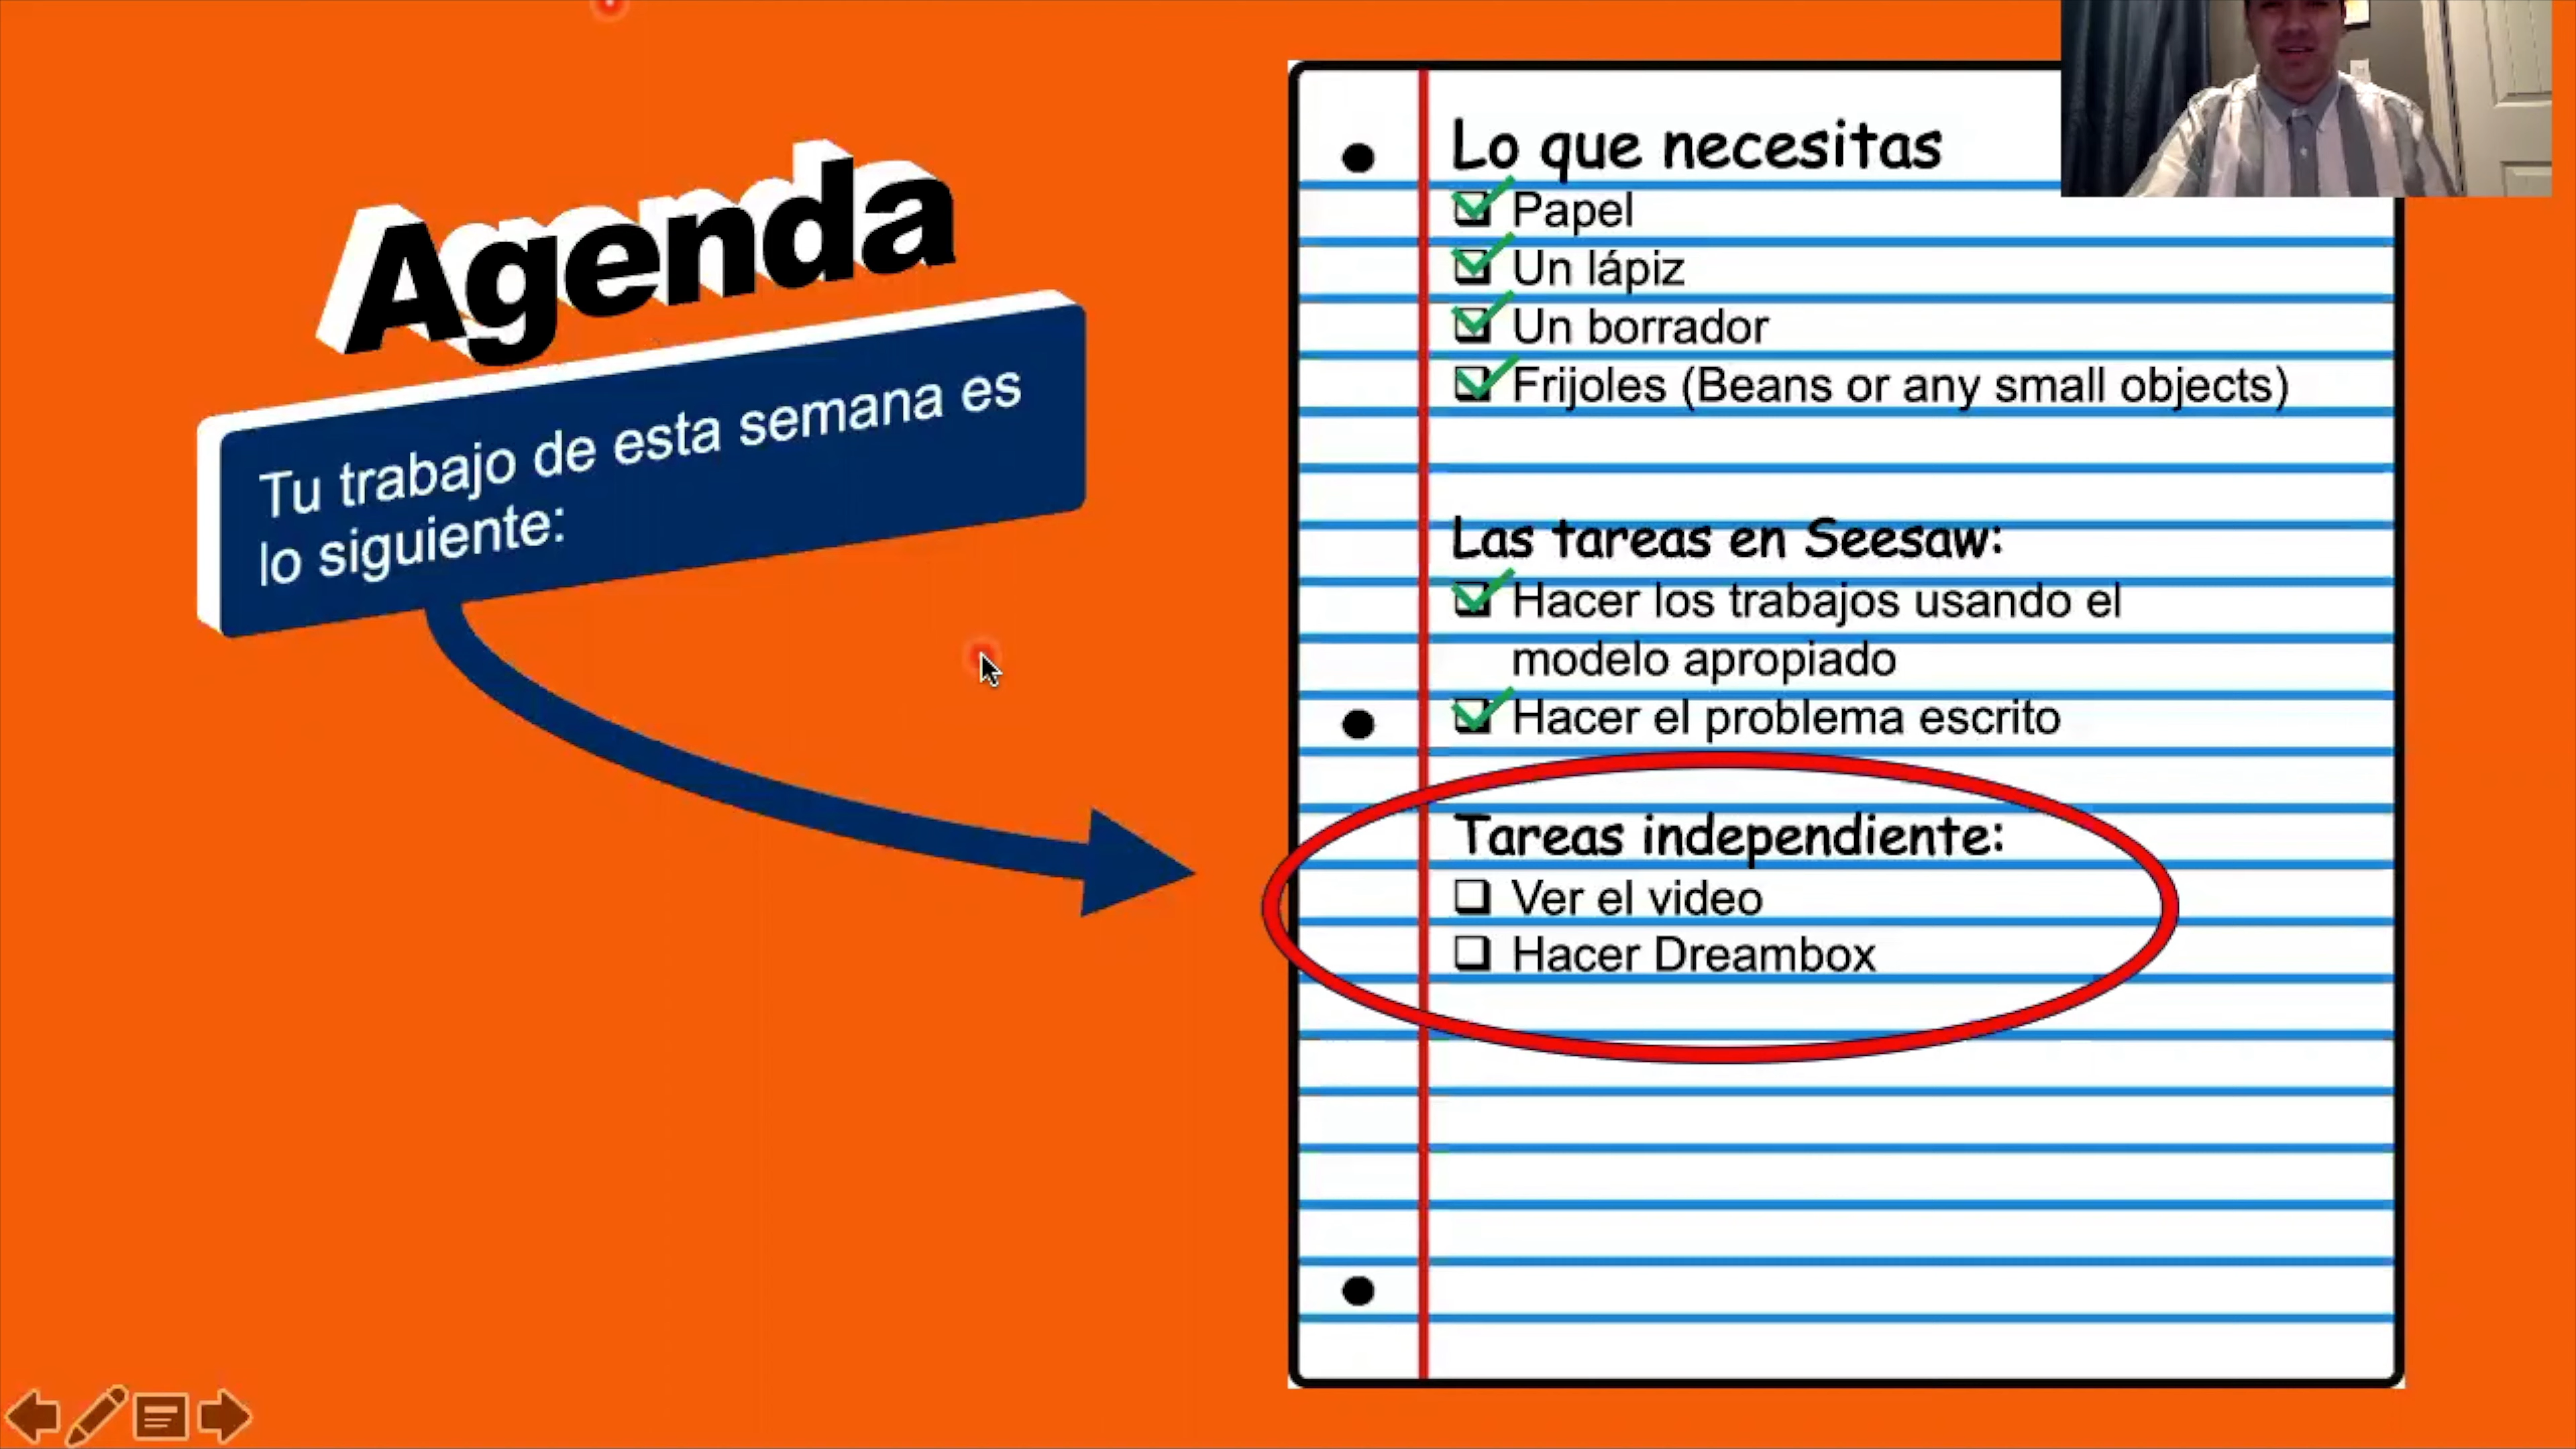 Agenda
Tu trabajo de esta semana es
lo siguiente:
Lo que necesitas
Papel
Un lápiz
Un borrador
Frijoles (Beans or any small objects)
Las tareas en Seesaw:
Hacer los trabajos usando el
modelo apropiado
Hacer el problema escrito
Tareas independiente:
Ver el video
Hacer Dreambox